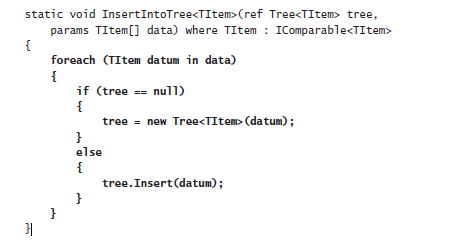 static void InsertIntoTree<TItem>(ref Tree<TItem> tree,
    params TItem[] data) where TItem : IComparable<TItem>
{
    foreach (TItem datum in data)
    {
        if (tree == null)
        {
            tree = new Tree<TItem>(datum);
        }
        else
        {
            tree.Insert(datum);
        }
    }
}